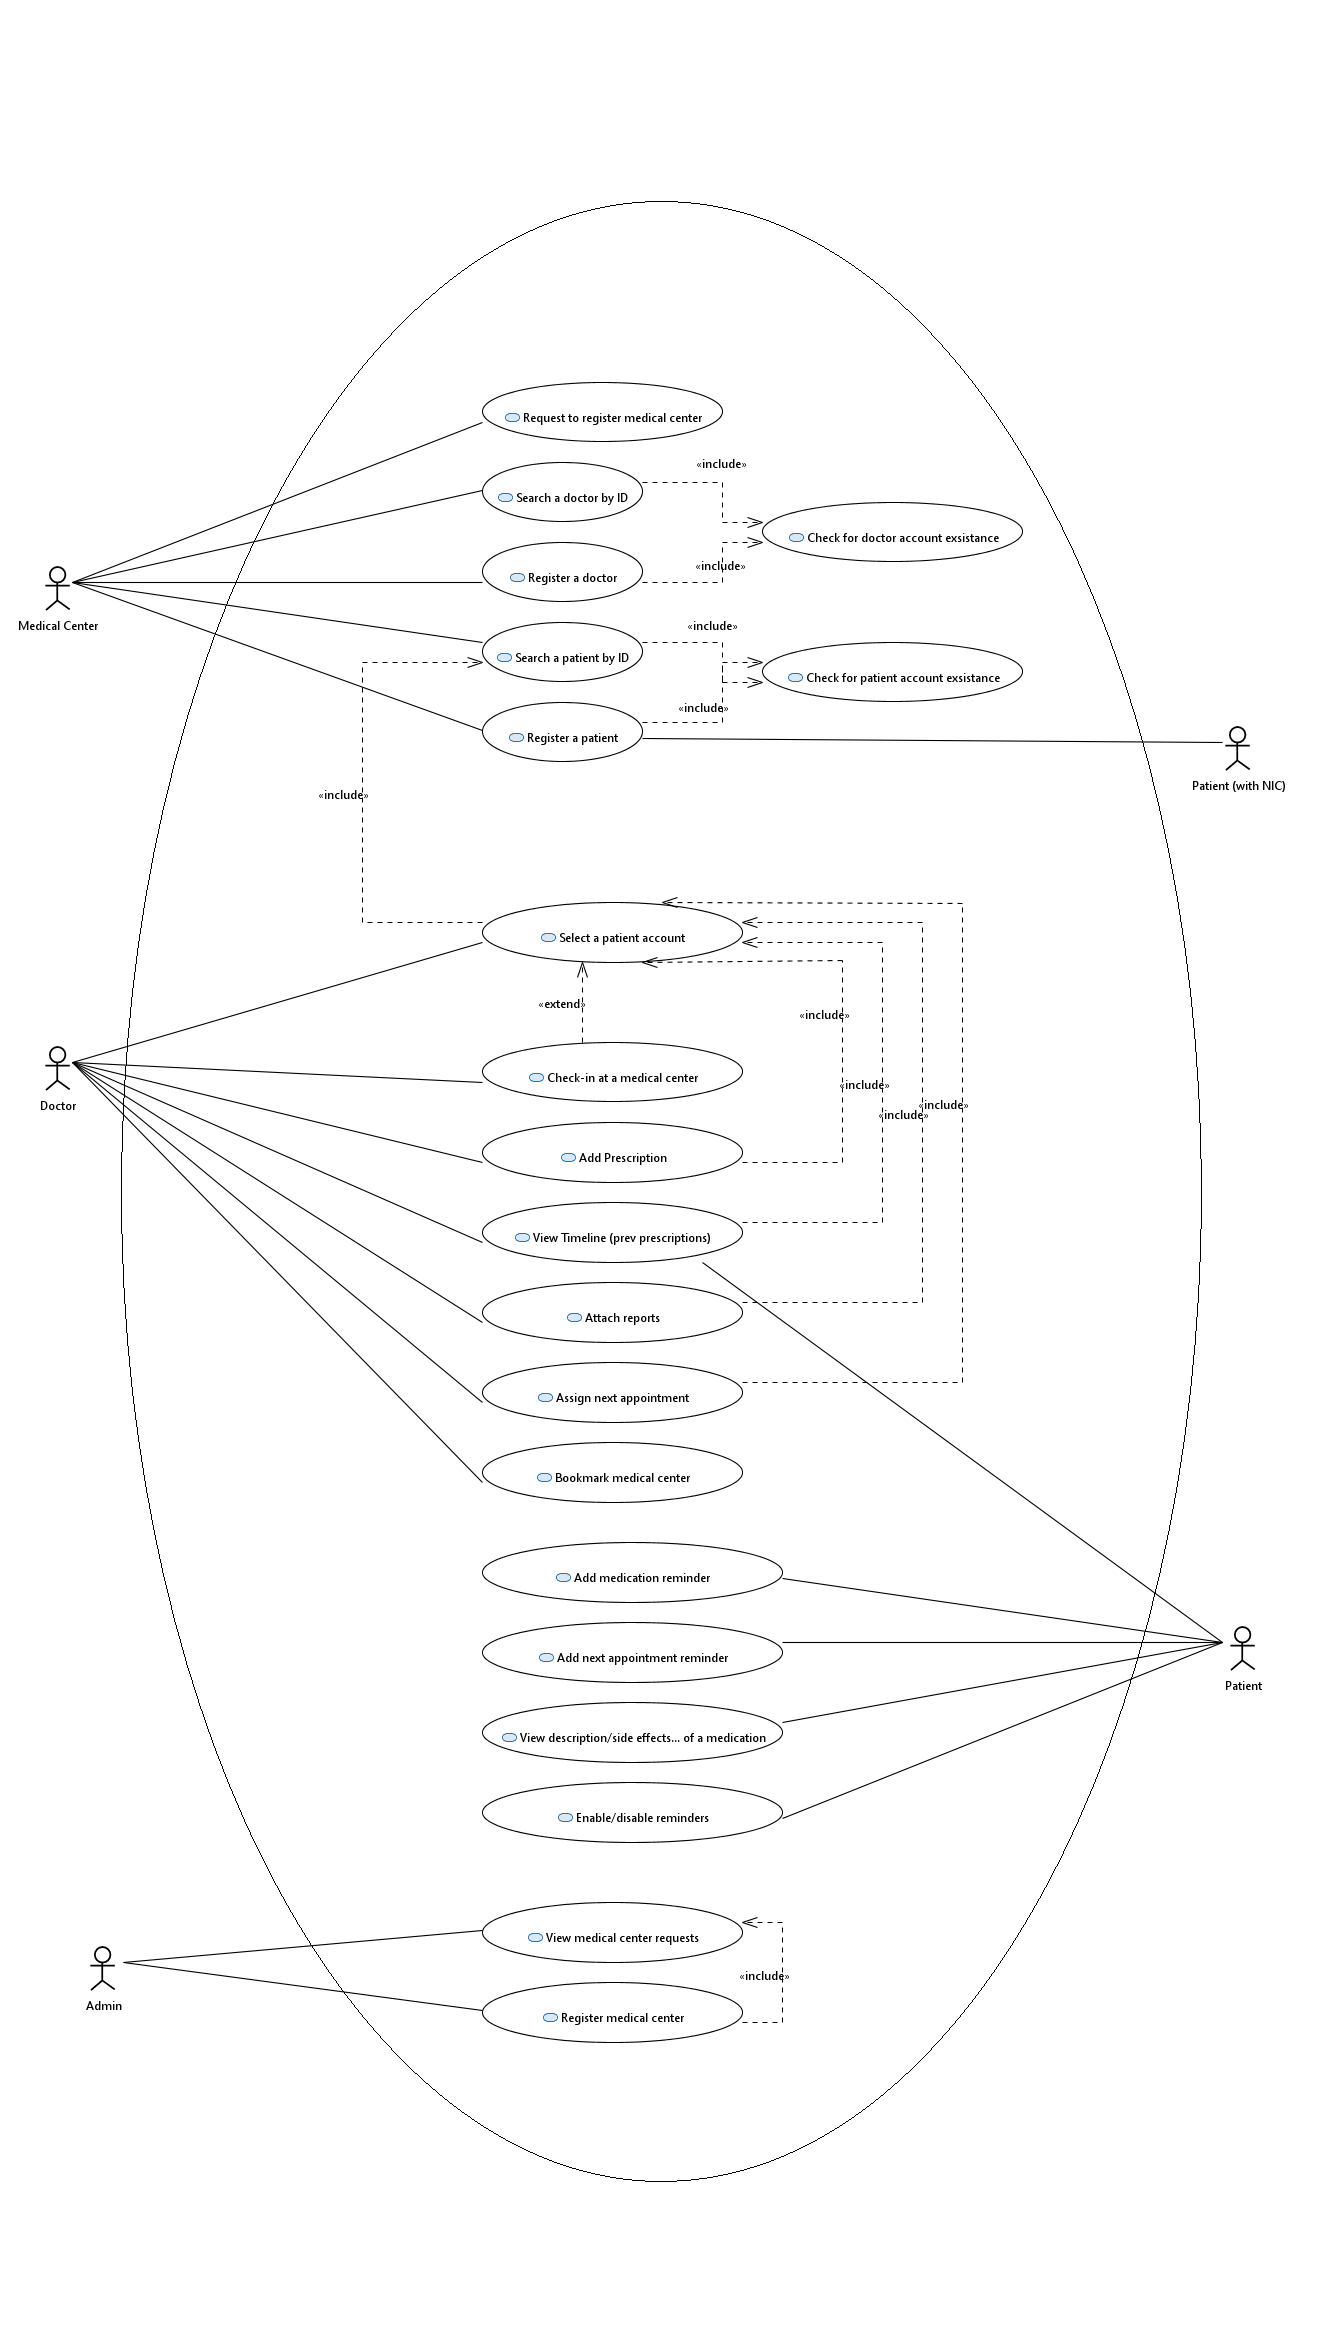 Request to register medical center
«include»
Search a doctor by ID
Check for doctor account exsistance
«include»
Register a doctor
Medical Center
«include»
Search a patient by ID
Check for patient account exsistance
«include»
Register a patient
Patient (with NIC)
«include»
Select a patient account
«extend»
«include»
Check-in at a medical center
«include»
«include»
«include»
Doctor
Add Prescription
View Timeline (prev prescriptions)
Attach reports
Assign next appointment
Bookmark medical center
Add medication reminder
Add next appointment reminder
Patient
View description/side effects... of a medication
Enable/disable reminders
View medical center requests
«include»
Admin
Register medical center